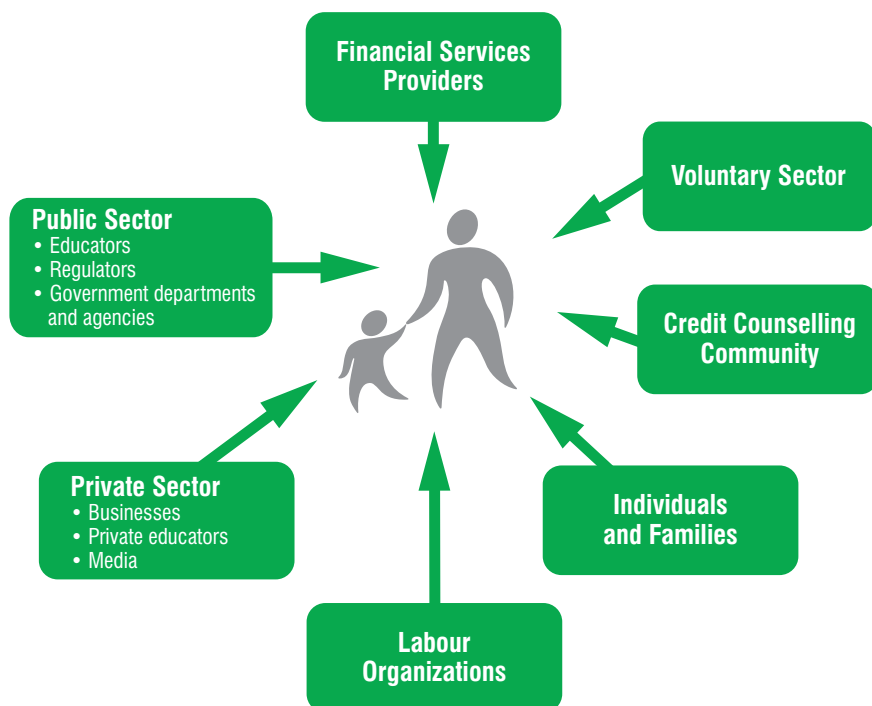 Financial Services
Providers
Voluntary Sector
Public Sector
• Educators
• Regulators
• Government departments
and agencies
Credit Counselling
Community
Private Sector
• Businesses
• Private educators
• Media
Individuals
and Families
Labour
Organizations